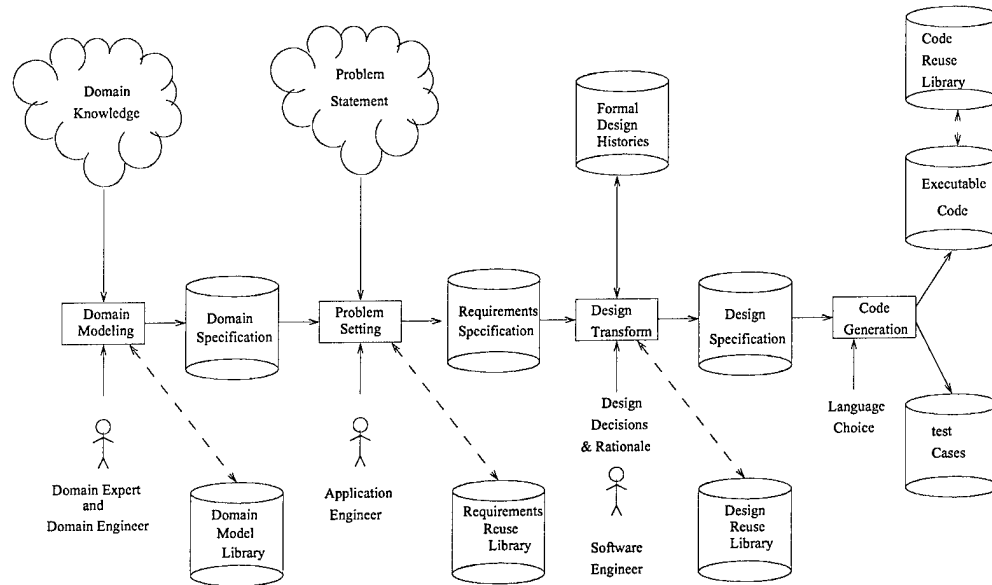 Domain
Knowledge
Problem
Statement
Formal
Design
Histories
Code
Reuse
Library
Executable
Code
Domain
Modeling
Domain
Specification
Problem
Setting
Requirements
Specification
Design
Transform
Design
Specification
Code
Generation
Domain Expert
and
Domain Engineer
Domain
Model
Library
Application
Engineer
Requirements
Reuse
Library
Design
Decisions
& Rationale
Software
Engineer
Design
Reuse
Library
Language
Choice
test
Cases